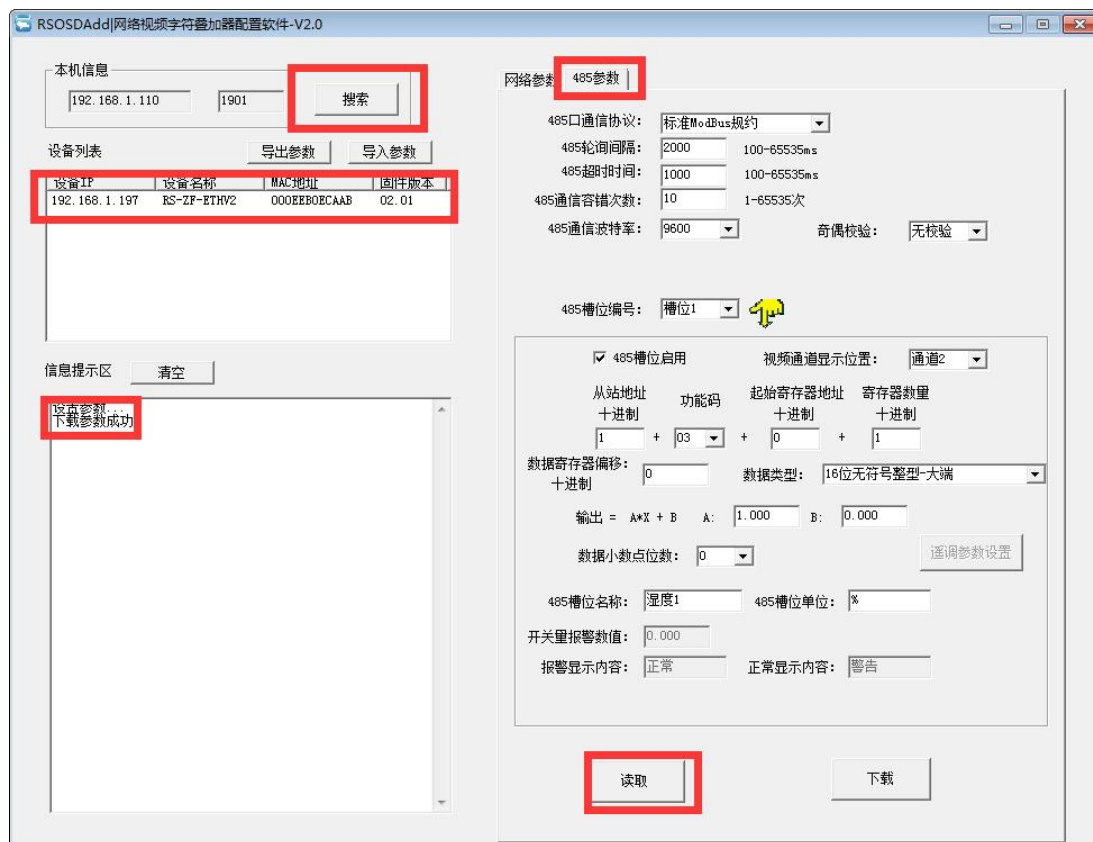 RSOSDAdd|网络视频字符叠加器配置软件-V2.0
本机信息
192.168.1.110 1901 搜索
设备列表 导出参数 导入参数
设备IP 设备名称 MAC地址 固件版本
192.168.1.197 RS-ZF-ETHV2 000EEB0ECAAB 02.01
信息提示区 清空
设置参数...
下载参数成功
网络参数 485参数
485口通信协议: 标准ModBus规约
485轮询间隔: 2000 100-65535ms
485超时时间: 1000 100-65535ms
485通信容错次数: 10 1-65535次
485通信波特率: 9600 奇偶校验: 无校验
485槽位编号: 槽位1
485槽位启用 视频通道显示位置: 通道2
从站地址 功能码 起始寄存器地址 寄存器数量
十进制 十进制 十进制
1 + 03 + 0 + 1
数据寄存器偏移: 0 数据类型: 16位无符号整型-大端
十进制
输出 = A*X + B A: 1.000 B: 0.000
数据小数点位数: 0 遥调参数设置
485槽位名称: 湿度1 485槽位单位: %
开关量报警数值: 0.000
报警显示内容: 正常 正常显示内容: 警告
读取 下载